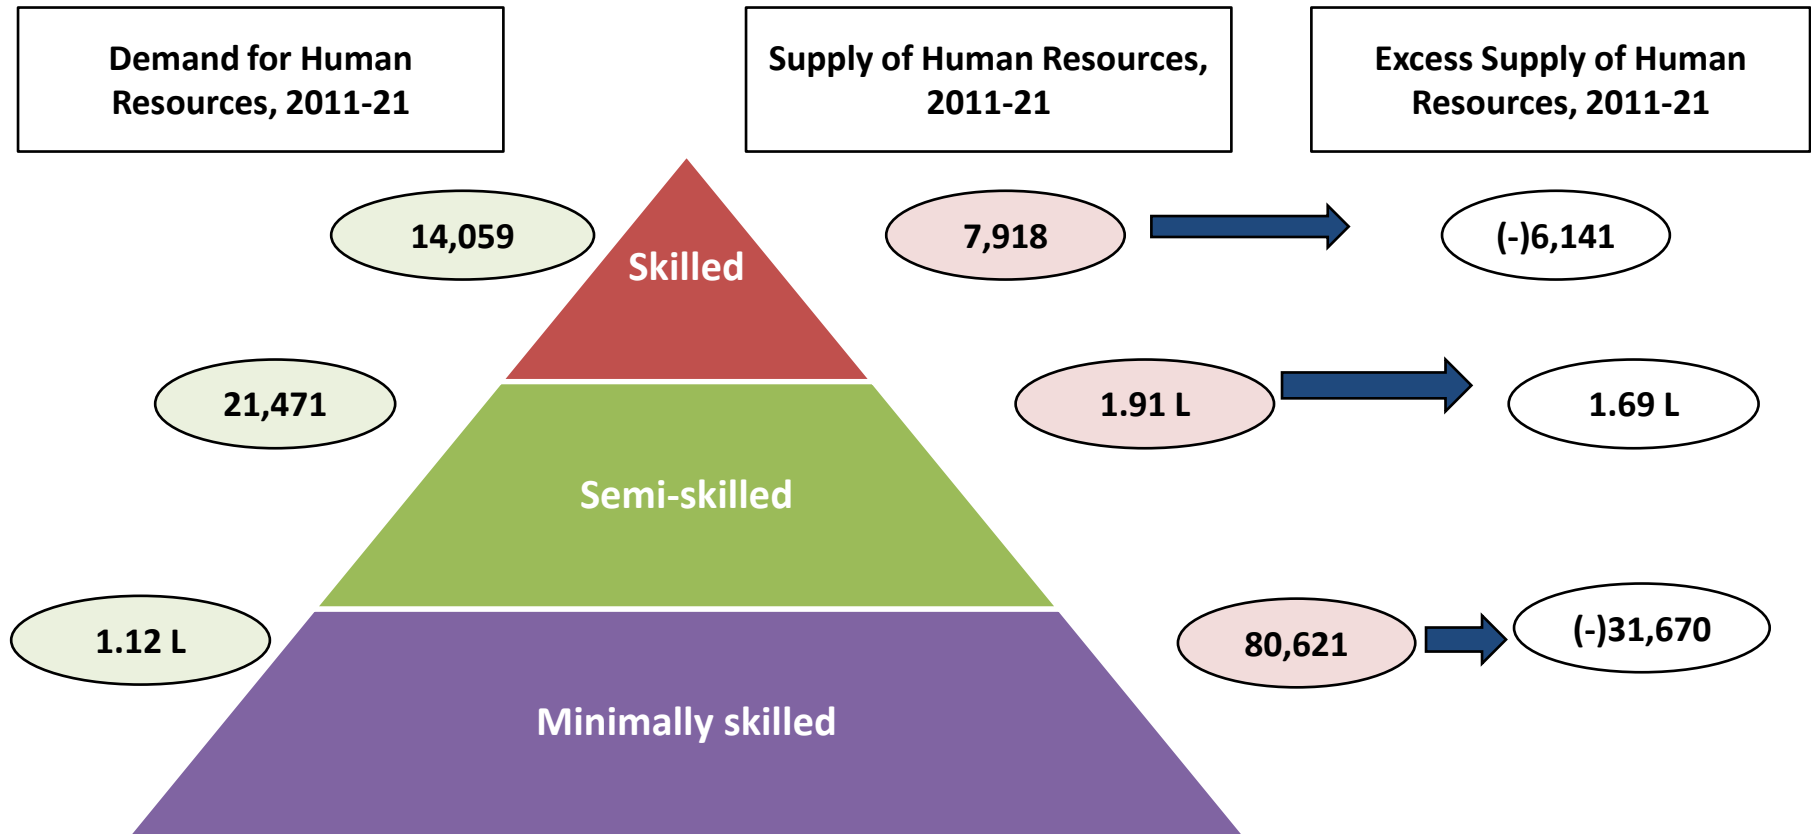 Demand for Human
Resources, 2011-21
Supply of Human Resources,
2011-21
Excess Supply of Human
Resources, 2011-21
14,059
Skilled
7,918
(-)6,141
21,471
Semi-skilled
1.91 L
1.69 L
1.12 L
Minimally skilled
80,621
(-)31,670